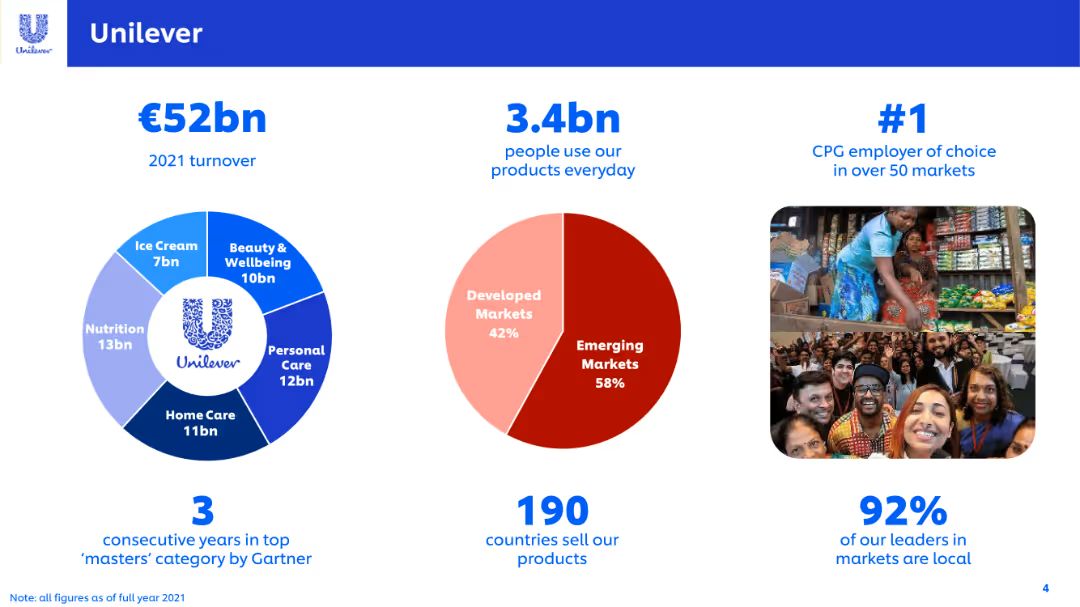 Unilever
Unilever
€52bn
2021 turnover
3.4bn
people use our
products everyday
#1
CPG employer of choice
in over 50 markets
Ice Cream
7bn
Beauty &
Wellbeing
10bn
Nutrition
13bn
Unilever
Personal
Care
12bn
Home Care
11bn
Developed
Markets
42%
Emerging
Markets
58%
3
consecutive years in top
‘masters’ category by Gartner
190
countries sell our
products
92%
of our leaders in
markets are local
Note: all figures as of full year 2021
4